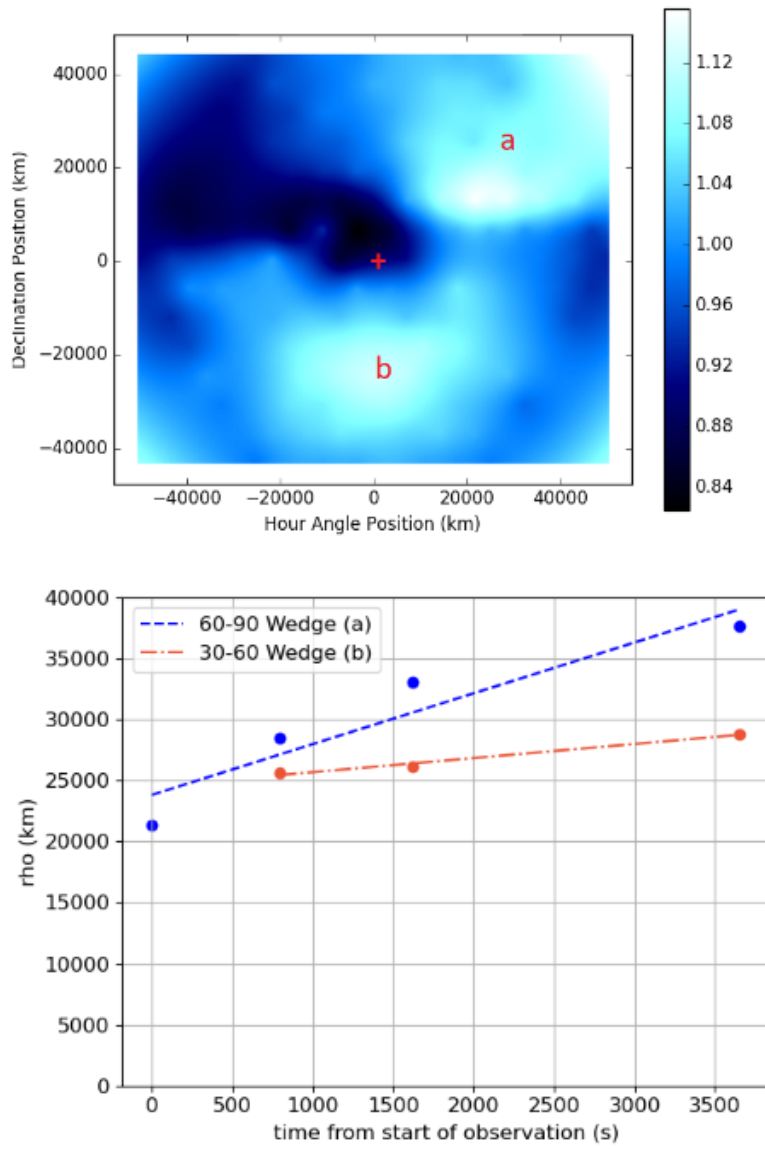 40000
20000
0
−20000
−40000
Declination Position (km)
−40000 −20000 0 20000 40000
Hour Angle Position (km)
a
+
b
1.12
1.08
1.04
1.00
0.96
0.92
0.88
0.84
40000
35000
30000
25000
20000
15000
10000
5000
0
rho (km)
60-90 Wedge (a)
30-60 Wedge (b)
0 500 1000 1500 2000 2500 3000 3500
time from start of observation (s)